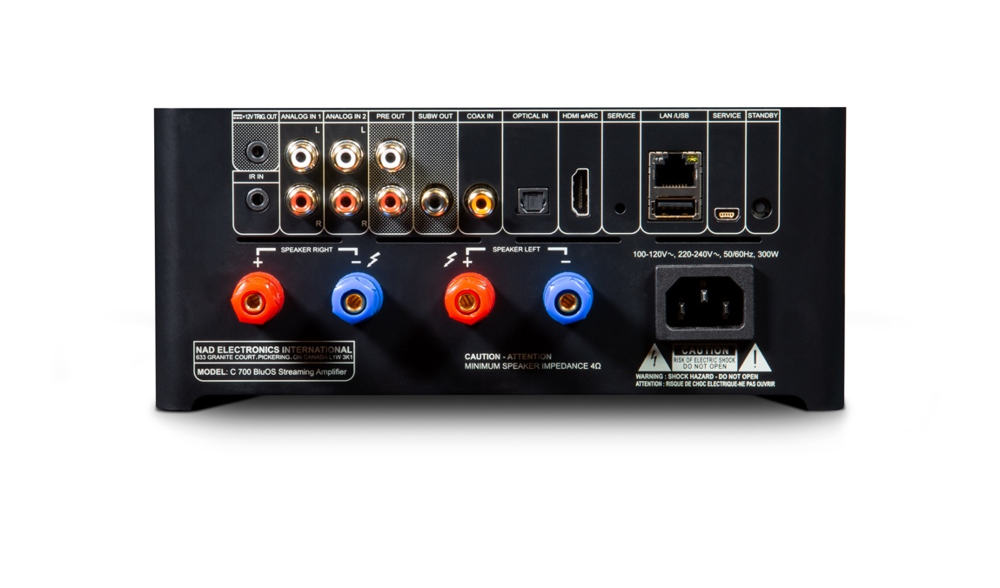 +12V TRIG. OUT
ANALOG IN 1
ANALOG IN 2
PRE OUT
SUBW OUT
COAX IN
OPTICAL IN
HDMI eARC
SERVICE
LAN /USB
SERVICE
STANDBY
L
L
IR IN
R
R
+ SPEAKER RIGHT −
+ SPEAKER LEFT −
100-120V~, 220-240V~, 50/60Hz, 300W
NAD ELECTRONICS INTERNATIONAL
633 GRANITE COURT, PICKERING, ON CANADA L1W 3K1
MODEL: C 700 BluOS Streaming Amplifier
CAUTION - ATTENTION
MINIMUM SPEAKER IMPEDANCE 4Ω
CAUTION
RISK OF ELECTRIC SHOCK
DO NOT OPEN
!
WARNING : SHOCK HAZARD - DO NOT OPEN
ATTENTION : RISQUE DE CHOC ELECTRIQUE-NE PAS OUVRIR